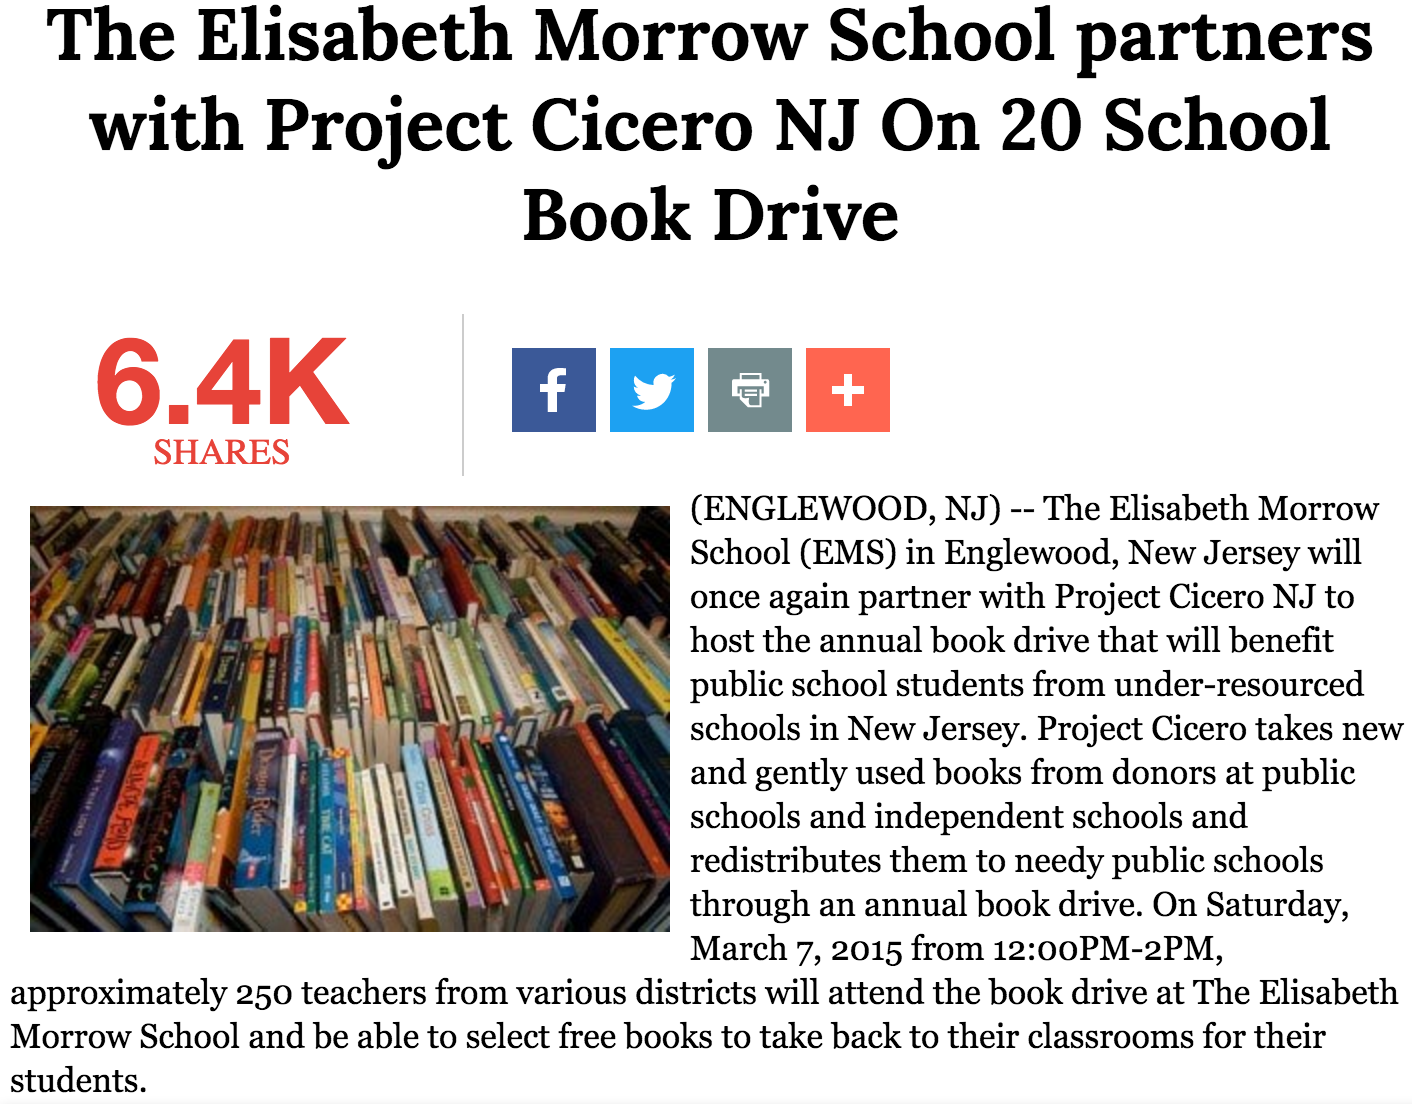 The Elisabeth Morrow School partners
with Project Cicero NJ On 20 School
Book Drive
6.4K
SHARES
f
+
(ENGLEWOOD, NJ) -- The Elisabeth Morrow
School (EMS) in Englewood, New Jersey will
once again partner with Project Cicero NJ to
host the annual book drive that will benefit
public school students from under-resourced
schools in New Jersey. Project Cicero takes new
and gently used books from donors at public
schools and independent schools and
redistributes them to needy public schools
through an annual book drive. On Saturday,
March 7, 2015 from 12:00PM-2PM,
approximately 250 teachers from various districts will attend the book drive at The Elisabeth
Morrow School and be able to select free books to take back to their classrooms for their
students.
Dragon Rider
THE CAT